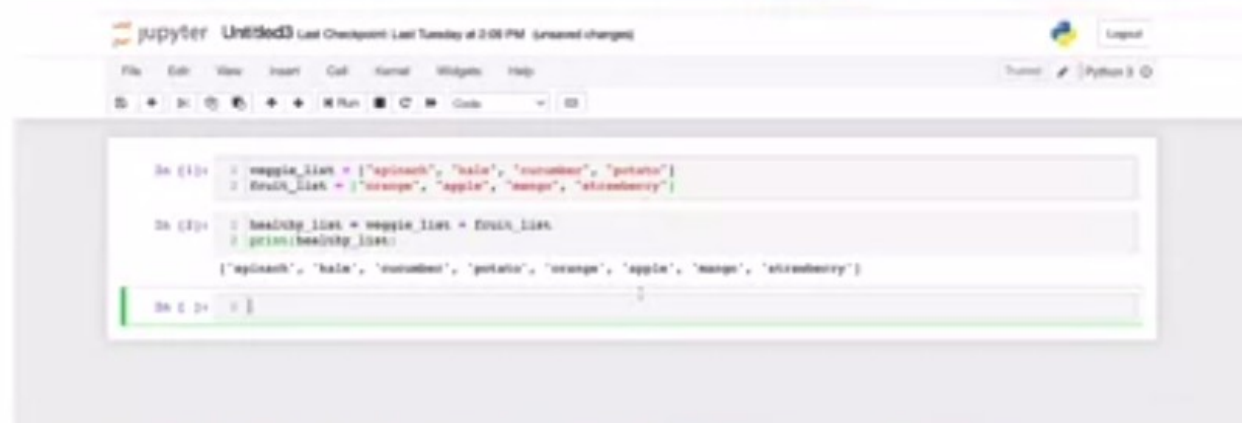 jupyter Untitled3 Last Checkpoint: Last Tuesday at 2:06 PM (unsaved changes)
Logout
File Edit View Insert Cell Kernel Widgets Help
Trusted Python 3
Run Code
In [1]: 1 veggie_list = ["spinach", "kale", "cucumber", "potato"]
2 fruit_list = ["orange", "apple", "mango", "strawberry"]
In [2]: 1 healthy_list = veggie_list + fruit_list
2 print(healthy_list)
['spinach', 'kale', 'cucumber', 'potato', 'orange', 'apple', 'mango', 'strawberry']
In [ ]: 1